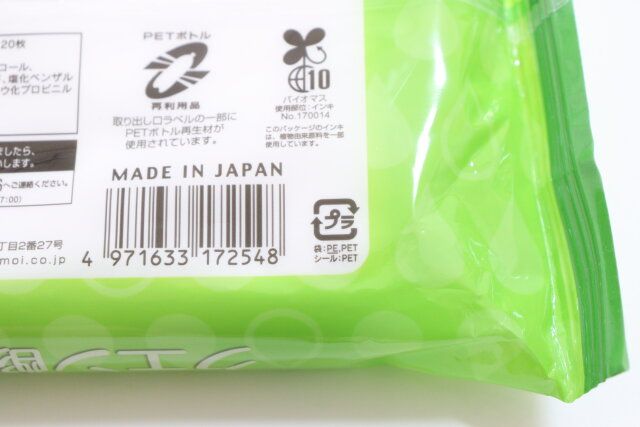 20枚
コール、
塩化ベンザル
ウ化プロピニル
ましたら、
いします。
へご連絡ください。
7:00)
丁目2番27号
moi.co.jp
PETボトル
再利用品
取り出し口ラベルの一部に
PETボトル再生材が
使用されています。
10
バイオマス
使用部位:インキ
No.170014
このパッケージのインキ
は、植物由来原料を一部
使用しています。
MADE IN JAPAN
4 971633 172548
プラ
袋:PE,PET
シール:PET